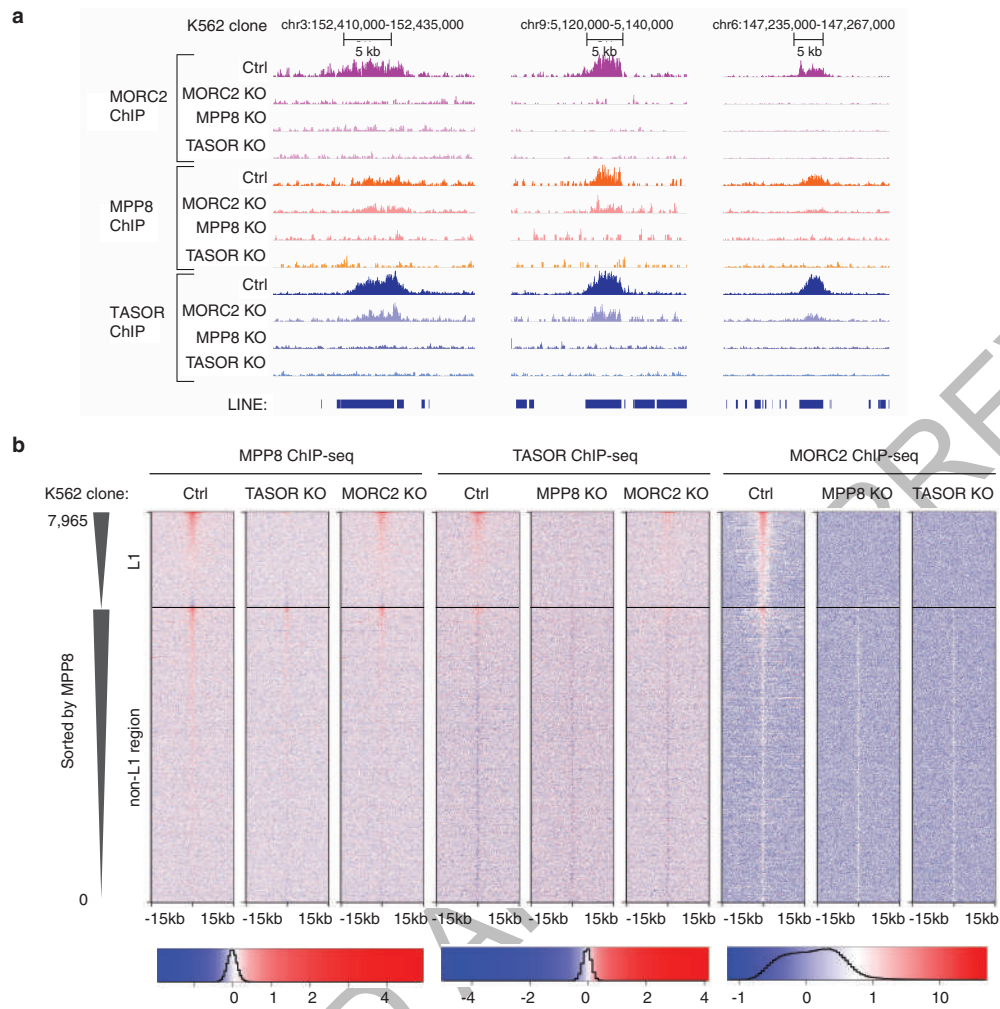 a
K562 clone
chr3:152,410,000-152,435,000
chr9:5,120,000-5,140,000
chr6:147,235,000-147,267,000
5 kb
5 kb
5 kb
MORC2 ChIP
Ctrl
MORC2 KO
MPP8 KO
TASOR KO
MPP8 ChIP
Ctrl
MORC2 KO
MPP8 KO
TASOR KO
TASOR ChIP
Ctrl
MORC2 KO
MPP8 KO
TASOR KO
LINE:
b
MPP8 ChIP-seq
TASOR ChIP-seq
MORC2 ChIP-seq
K562 clone:
Ctrl
TASOR KO
MORC2 KO
Ctrl
MPP8 KO
MORC2 KO
Ctrl
MPP8 KO
TASOR KO
7,965
L1
Sorted by MPP8
non-L1 region
0
-15kb 15kb
-15kb 15kb
-15kb 15kb
-15kb 15kb
-15kb 15kb
-15kb 15kb
-15kb 15kb
-15kb 15kb
-15kb 15kb
0 1 2 4
-4 -2 0 2 4
-1 0 1 10